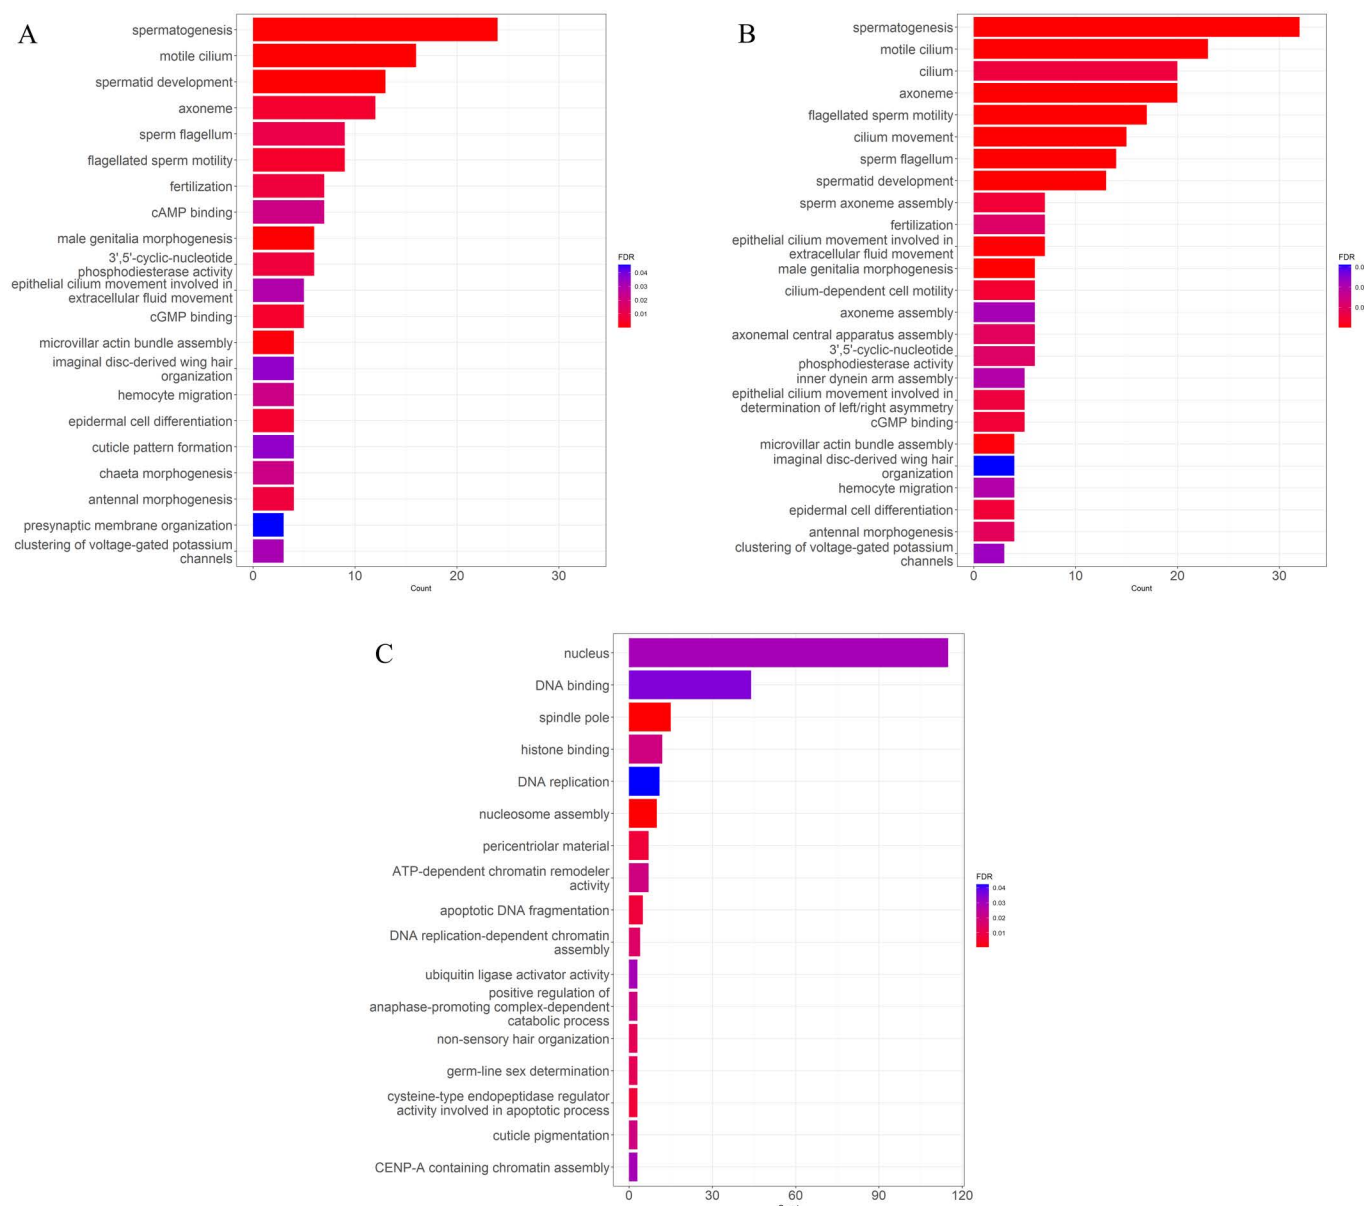 A
spermatogenesis
motile cilium
spermatid development
axoneme
sperm flagellum
flagellated sperm motility
fertilization
cAMP binding
male genitalia morphogenesis
3',5'-cyclic-nucleotide
phosphodiesterase activity
epithelial cilium movement involved in
extracellular fluid movement
cGMP binding
microvillar actin bundle assembly
imaginal disc-derived wing hair
organization
hemocyte migration
epidermal cell differentiation
cuticle pattern formation
chaeta morphogenesis
antennal morphogenesis
presynaptic membrane organization
clustering of voltage-gated potassium
channels
0 10 20 30
Count
FDR
0.04
0.03
0.02
0.01
B
spermatogenesis
motile cilium
cilium
axoneme
flagellated sperm motility
cilium movement
sperm flagellum
spermatid development
sperm axoneme assembly
fertilization
epithelial cilium movement involved in
extracellular fluid movement
male genitalia morphogenesis
cilium-dependent cell motility
axoneme assembly
axonemal central apparatus assembly
3',5'-cyclic-nucleotide
phosphodiesterase activity
inner dynein arm assembly
epithelial cilium movement involved in
determination of left/right asymmetry
cGMP binding
microvillar actin bundle assembly
imaginal disc-derived wing hair
organization
hemocyte migration
epidermal cell differentiation
antennal morphogenesis
clustering of voltage-gated potassium
channels
0 10 20 30
Count
FDR
0.0
0.0
0.0
C
nucleus
DNA binding
spindle pole
histone binding
DNA replication
nucleosome assembly
pericentriolar material
ATP-dependent chromatin remodeler
activity
apoptotic DNA fragmentation
DNA replication-dependent chromatin
assembly
ubiquitin ligase activator activity
positive regulation of
anaphase-promoting complex-dependent
catabolic process
non-sensory hair organization
germ-line sex determination
cysteine-type endopeptidase regulator
activity involved in apoptotic process
cuticle pigmentation
CENP-A containing chromatin assembly
0 30 60 90 120
FDR
0.04
0.03
0.02
0.01